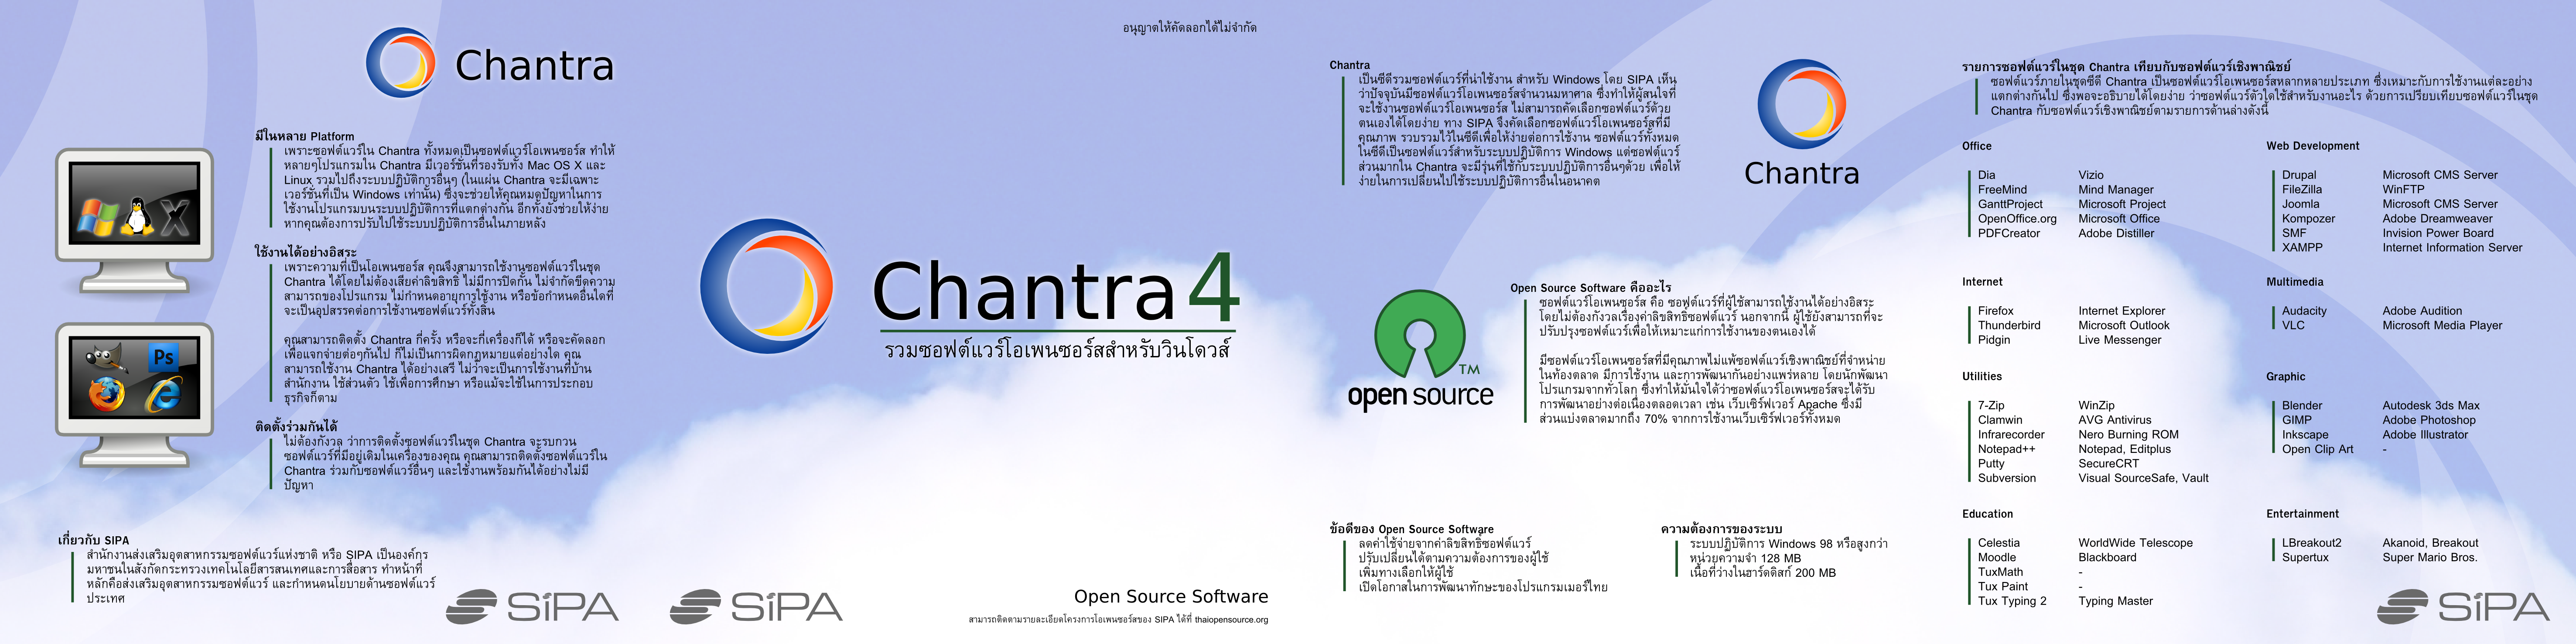 Chantra
มีในหลาย Platform
เพราะซอฟต์แวร์ใน Chantra ทั้งหมดเป็นซอฟต์แวร์โอเพนซอร์ส ทำให้
หลายๆโปรแกรมใน Chantra มีเวอร์ชั่นที่รองรับทั้ง Mac OS X และ
Linux รวมไปถึงระบบปฏิบัติการอื่นๆ (ในแผ่น Chantra จะมีเฉพาะ
เวอร์ชั่นที่เป็น Windows เท่านั้น) ซึ่งจะช่วยให้คุณหมดปัญหาในการ
ใช้งานโปรแกรมบนระบบปฏิบัติการที่แตกต่างกัน อีกทั้งยังช่วยให้ง่าย
หากคุณต้องการปรับไปใช้ระบบปฏิบัติการอื่นในภายหลัง
ใช้งานได้อย่างอิสระ
เพราะความที่เป็นโอเพนซอร์ส คุณจึงสามารถใช้งานซอฟต์แวร์ในชุด
Chantra ได้โดยไม่ต้องเสียค่าลิขสิทธิ์ ไม่มีการปิดกั้น ไม่จำกัดขีดความ
สามารถของโปรแกรม ไม่กำหนดอายุการใช้งาน หรือข้อกำหนดอื่นใดที่
จะเป็นอุปสรรคต่อการใช้งานซอฟต์แวร์ทั้งสิ้น
คุณสามารถติดตั้ง Chantra กี่ครั้ง หรือจะกี่เครื่องก็ได้ หรือจะคัดลอก
เพื่อแจกจ่ายต่อๆกันไป ก็ไม่เป็นการผิดกฎหมายแต่อย่างใด คุณ
สามารถใช้งาน Chantra ได้อย่างเสรี ไม่ว่าจะเป็นการใช้งานที่บ้าน
สำนักงาน ใช้ส่วนตัว ใช้เพื่อการศึกษา หรือแม้จะใช้ในการประกอบ
ธุรกิจก็ตาม
Ps
ติดตั้งร่วมกันได้
ไม่ต้องกังวล ว่าการติดตั้งซอฟต์แวร์ในชุด Chantra จะรบกวน
ซอฟต์แวร์ที่มีอยู่เดิมในเครื่องของคุณ คุณสามารถติดตั้งซอฟต์แวร์ใน
Chantra ร่วมกับซอฟต์แวร์อื่นๆ และใช้งานพร้อมกันได้อย่างไม่มี
ปัญหา
เกี่ยวกับ SIPA
สำนักงานส่งเสริมอุตสาหกรรมซอฟต์แวร์แห่งชาติ หรือ SIPA เป็นองค์กร
มหาชนในสังกัดกระทรวงเทคโนโลยีสารสนเทศและการสื่อสาร ทำหน้าที่
หลักคือส่งเสริมอุตสาหกรรมซอฟต์แวร์ และกำหนดนโยบายด้านซอฟต์แวร์
ประเทศ
SiPA
อนุญาตให้คัดลอกได้ไม่จำกัด
Chantra 4
รวมซอฟต์แวร์โอเพนซอร์สสำหรับวินโดวส์
SiPA
Open Source Software
สามารถติดตามรายละเอียดโครงการโอเพนซอร์สของ SIPA ได้ที่ thaiopensource.org
Chantra
เป็นซีดีรวมซอฟต์แวร์ที่น่าใช้งาน สำหรับ Windows โดย SIPA เห็น
ว่าปัจจุบันมีซอฟต์แวร์โอเพนซอร์สจำนวนมหาศาล ซึ่งทำให้ผู้สนใจที่
จะใช้งานซอฟต์แวร์โอเพนซอร์ส ไม่สามารถคัดเลือกซอฟต์แวร์ด้วย
ตนเองได้โดยง่าย ทาง SIPA จึงคัดเลือกซอฟต์แวร์โอเพนซอร์สที่มี
คุณภาพ รวบรวมไว้ในซีดีเพื่อให้ง่ายต่อการใช้งาน ซอฟต์แวร์ทั้งหมด
ในซีดีเป็นซอฟต์แวร์สำหรับระบบปฏิบัติการ Windows แต่ซอฟต์แวร์
ส่วนมากใน Chantra จะมีรุ่นที่ใช้กับระบบปฏิบัติการอื่นๆด้วย เพื่อให้
ง่ายในการเปลี่ยนไปใช้ระบบปฏิบัติการอื่นในอนาคต
Chantra
Open Source Software คืออะไร
ซอฟต์แวร์โอเพนซอร์ส คือ ซอฟต์แวร์ที่ผู้ใช้สามารถใช้งานได้อย่างอิสระ
โดยไม่ต้องกังวลเรื่องค่าลิขสิทธิ์ซอฟต์แวร์ นอกจากนี้ ผู้ใช้ยังสามารถที่จะ
ปรับปรุงซอฟต์แวร์เพื่อให้เหมาะแก่การใช้งานของตนเองได้
มีซอฟต์แวร์โอเพนซอร์สที่มีคุณภาพไม่แพ้ซอฟต์แวร์เชิงพาณิชย์ที่จำหน่าย
ในท้องตลาด มีการใช้งาน และการพัฒนากันอย่างแพร่หลาย โดยนักพัฒนา
โปรแกรมจากทั่วโลก ซึ่งทำให้มั่นใจได้ว่าซอฟต์แวร์โอเพนซอร์สจะได้รับ
การพัฒนาอย่างต่อเนื่องตลอดเวลา เช่น เว็บเซิร์ฟเวอร์ Apache ซึ่งมี
ส่วนแบ่งตลาดมากถึง 70% จากการใช้งานเว็บเซิร์ฟเวอร์ทั้งหมด
TM
open source
ข้อดีของ Open Source Software
ลดค่าใช้จ่ายจากค่าลิขสิทธิ์ซอฟต์แวร์
ปรับเปลี่ยนได้ตามความต้องการของผู้ใช้
เพิ่มทางเลือกให้ผู้ใช้
เปิดโอกาสในการพัฒนาทักษะของโปรแกรมเมอร์ไทย
ความต้องการของระบบ
ระบบปฏิบัติการ Windows 98 หรือสูงกว่า
หน่วยความจำ 128 MB
เนื้อที่ว่างในฮาร์ดดิสก์ 200 MB
รายการซอฟต์แวร์ในชุด Chantra เทียบกับซอฟต์แวร์เชิงพาณิชย์
ซอฟต์แวร์ภายในชุดซีดี Chantra เป็นซอฟต์แวร์โอเพนซอร์สหลากหลายประเภท ซึ่งเหมาะกับการใช้งานแต่ละอย่าง
แตกต่างกันไป ซึ่งพอจะอธิบายได้โดยง่าย ว่าซอฟต์แวร์ตัวใดใช้สำหรับงานอะไร ด้วยการเปรียบเทียบซอฟต์แวร์ในชุด
Chantra กับซอฟต์แวร์เชิงพาณิชย์ตามรายการด้านล่างดังนี้
Office
Dia Vizio
FreeMind Mind Manager
GanttProject Microsoft Project
OpenOffice.org Microsoft Office
PDFCreator Adobe Distiller
Internet
Firefox Internet Explorer
Thunderbird Microsoft Outlook
Pidgin Live Messenger
Utilities
7-Zip WinZip
Clamwin AVG Antivirus
Infrarecorder Nero Burning ROM
Notepad++ Notepad, Editplus
Putty SecureCRT
Subversion Visual SourceSafe, Vault
Education
Celestia WorldWide Telescope
Moodle Blackboard
TuxMath -
Tux Paint -
Tux Typing 2 Typing Master
Web Development
Drupal Microsoft CMS Server
FileZilla WinFTP
Joomla Microsoft CMS Server
Kompozer Adobe Dreamweaver
SMF Invision Power Board
XAMPP Internet Information Server
Multimedia
Audacity Adobe Audition
VLC Microsoft Media Player
Graphic
Blender Autodesk 3ds Max
GIMP Adobe Photoshop
Inkscape Adobe Illustrator
Open Clip Art -
Entertainment
LBreakout2 Akanoid, Breakout
Supertux Super Mario Bros.
SiPA